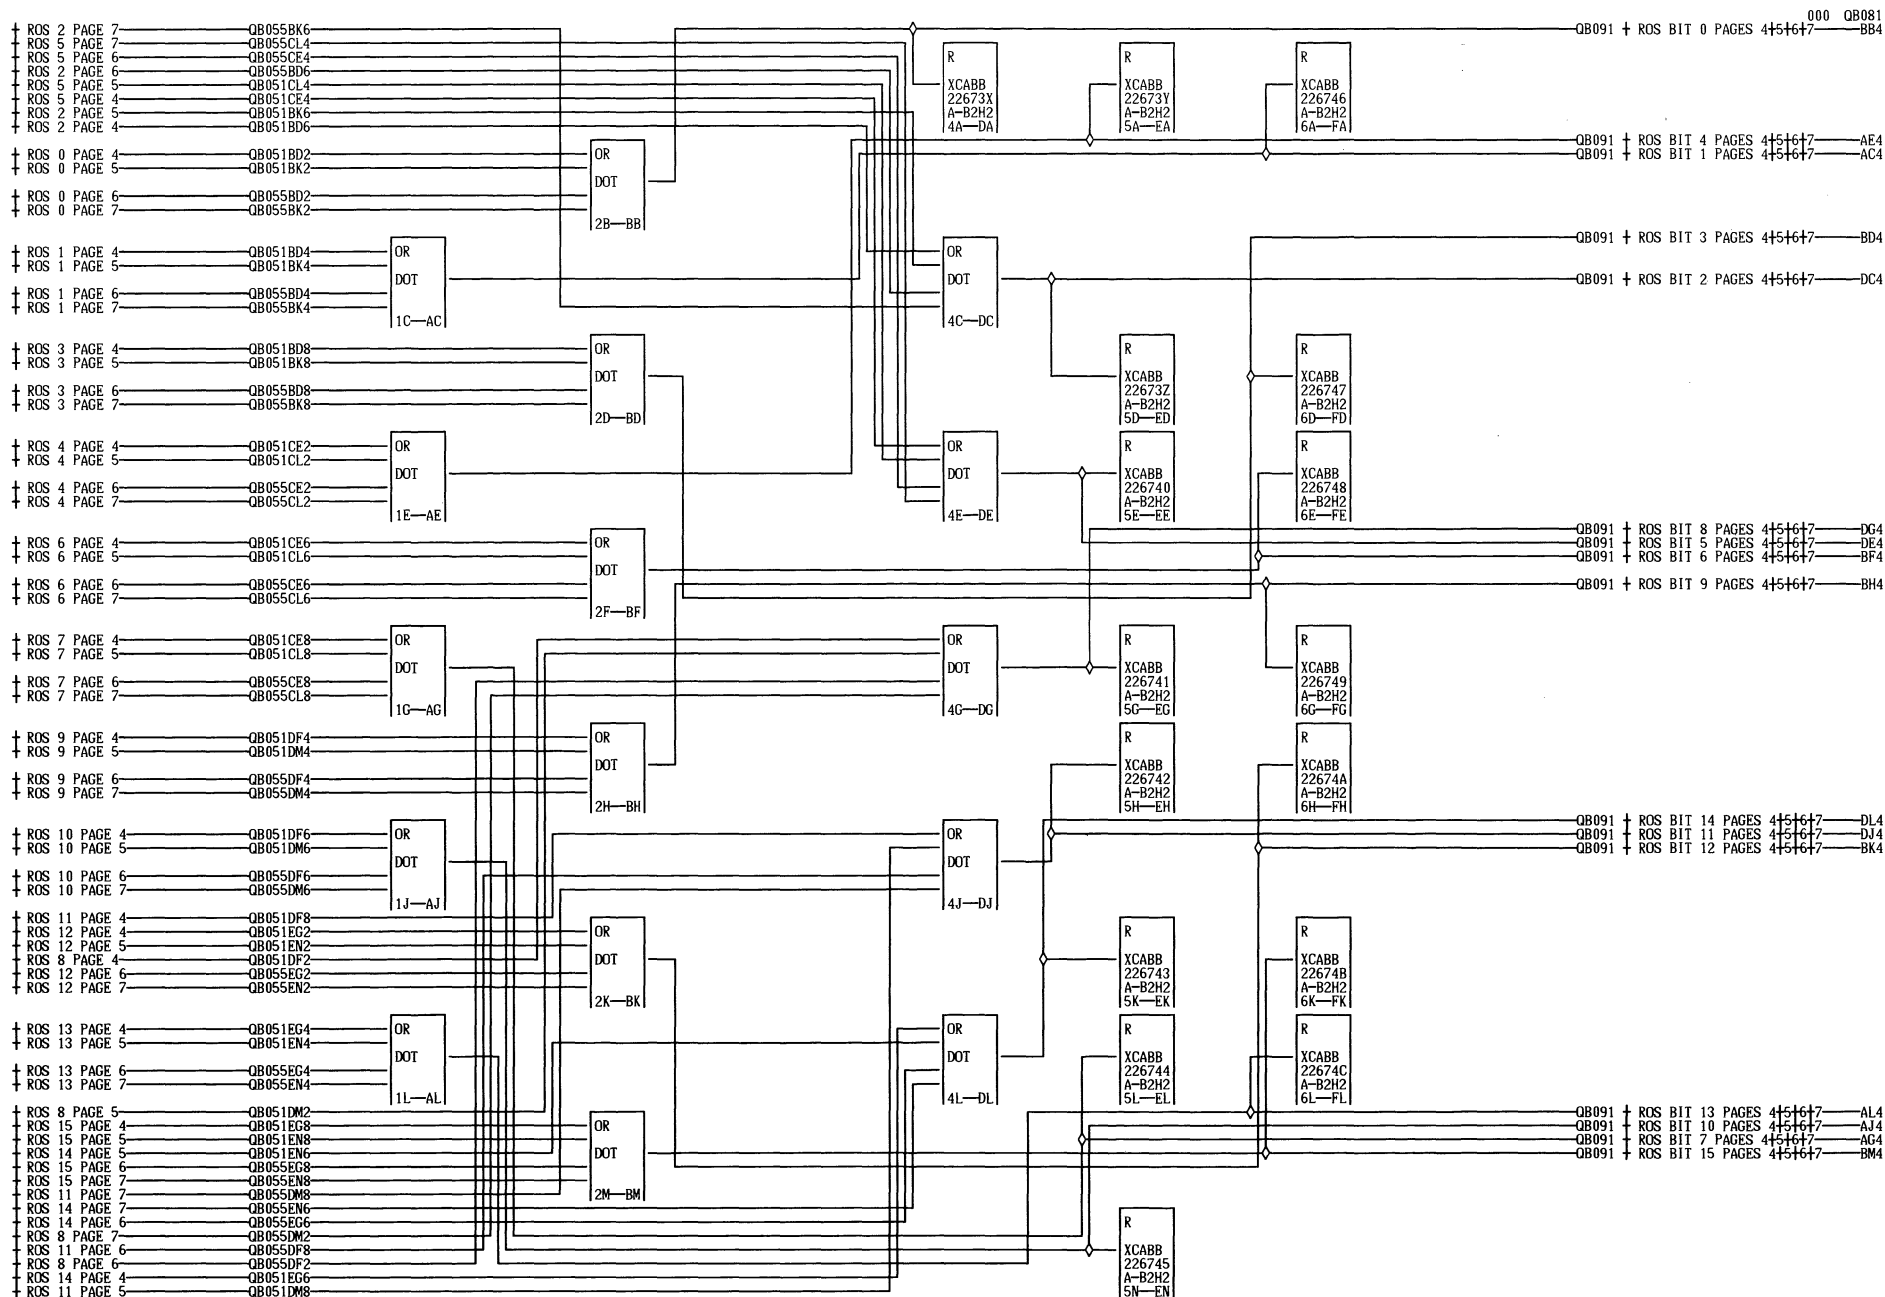 000 QB081
+ ROS 2 PAGE 7 QB055BK6
QB091 + ROS BIT 0 PAGES 4+5+6+7 BB4
+ ROS 5 PAGE 7 QB055CL4
+ ROS 5 PAGE 6 QB055CE4
+ ROS 2 PAGE 6 QB055BD6
+ ROS 5 PAGE 5 QB051CL4
+ ROS 5 PAGE 4 QB051CE4
+ ROS 2 PAGE 5 QB051BK6
+ ROS 2 PAGE 4 QB051BD6
R
XCABB
22673X
A-B2H2
4A—DA
R
XCABB
22673Y
A-B2H2
5A—EA
R
XCABB
226746
A-B2H2
6A—FA
QB091 + ROS BIT 4 PAGES 4+5+6+7 AE4
QB091 + ROS BIT 1 PAGES 4+5+6+7 AC4
+ ROS 0 PAGE 4 QB051BD2
+ ROS 0 PAGE 5 QB051BK2
+ ROS 0 PAGE 6 QB055BD2
+ ROS 0 PAGE 7 QB055BK2
OR
DOT
2B—BB
+ ROS 1 PAGE 4 QB051BD4
+ ROS 1 PAGE 5 QB051BK4
+ ROS 1 PAGE 6 QB055BD4
+ ROS 1 PAGE 7 QB055BK4
OR
DOT
1C—AC
OR
DOT
4C—DC
QB091 + ROS BIT 3 PAGES 4+5+6+7 BD4
QB091 + ROS BIT 2 PAGES 4+5+6+7 DC4
+ ROS 3 PAGE 4 QB051BD8
+ ROS 3 PAGE 5 QB051BK8
+ ROS 3 PAGE 6 QB055BD8
+ ROS 3 PAGE 7 QB055BK8
OR
DOT
2D—BD
R
XCABB
22673Z
A-B2H2
5D—ED
R
XCABB
226747
A-B2H2
6D—FD
+ ROS 4 PAGE 4 QB051CE2
+ ROS 4 PAGE 5 QB051CL2
+ ROS 4 PAGE 6 QB055CE2
+ ROS 4 PAGE 7 QB055CL2
OR
DOT
1E—AE
OR
DOT
4E—DE
R
XCABB
226740
A-B2H2
5E—EE
R
XCABB
226748
A-B2H2
6E—FE
QB091 + ROS BIT 8 PAGES 4+5+6+7 DG4
QB091 + ROS BIT 5 PAGES 4+5+6+7 DE4
QB091 + ROS BIT 6 PAGES 4+5+6+7 BF4
QB091 + ROS BIT 9 PAGES 4+5+6+7 BH4
+ ROS 6 PAGE 4 QB051CE6
+ ROS 6 PAGE 5 QB051CL6
+ ROS 6 PAGE 6 QB055CE6
+ ROS 6 PAGE 7 QB055CL6
OR
DOT
2F—BF
+ ROS 7 PAGE 4 QB051CE8
+ ROS 7 PAGE 5 QB051CL8
+ ROS 7 PAGE 6 QB055CE8
+ ROS 7 PAGE 7 QB055CL8
OR
DOT
1G—AG
OR
DOT
4G—DG
R
XCABB
226741
A-B2H2
5G—EG
R
XCABB
226749
A-B2H2
6G—FG
+ ROS 9 PAGE 4 QB051DF4
+ ROS 9 PAGE 5 QB051DM4
+ ROS 9 PAGE 6 QB055DF4
+ ROS 9 PAGE 7 QB055DM4
OR
DOT
2H—BH
R
XCABB
226742
A-B2H2
5H—EH
R
XCABB
22674A
A-B2H2
6H—FH
+ ROS 10 PAGE 4 QB051DF6
+ ROS 10 PAGE 5 QB051DM6
+ ROS 10 PAGE 6 QB055DF6
+ ROS 10 PAGE 7 QB055DM6
OR
DOT
1J—AJ
OR
DOT
4J—DJ
QB091 + ROS BIT 14 PAGES 4+5+6+7 DL4
QB091 + ROS BIT 11 PAGES 4+5+6+7 DJ4
QB091 + ROS BIT 12 PAGES 4+5+6+7 BK4
+ ROS 11 PAGE 4 QB051DF8
+ ROS 12 PAGE 4 QB051EG2
+ ROS 12 PAGE 5 QB051EN2
+ ROS 8 PAGE 4 QB051DF2
+ ROS 12 PAGE 6 QB055EG2
+ ROS 12 PAGE 7 QB055EN2
OR
DOT
2K—BK
R
XCABB
226743
A-B2H2
5K—EK
R
XCABB
22674B
A-B2H2
6K—FK
+ ROS 13 PAGE 4 QB051EG4
+ ROS 13 PAGE 5 QB051EN4
+ ROS 13 PAGE 6 QB055EG4
+ ROS 13 PAGE 7 QB055EN4
OR
DOT
1L—AL
OR
DOT
4L—DL
R
XCABB
226744
A-B2H2
5L—EL
R
XCABB
22674C
A-B2H2
6L—FL
QB091 + ROS BIT 13 PAGES 4+5+6+7 AL4
QB091 + ROS BIT 10 PAGES 4+5+6+7 AJ4
QB091 + ROS BIT 7 PAGES 4+5+6+7 AG4
QB091 + ROS BIT 15 PAGES 4+5+6+7 BM4
+ ROS 8 PAGE 5 QB051DM2
+ ROS 15 PAGE 4 QB051EG8
+ ROS 15 PAGE 5 QB051EN8
+ ROS 14 PAGE 5 QB051EN6
+ ROS 15 PAGE 6 QB055EG8
+ ROS 15 PAGE 7 QB055EN8
+ ROS 11 PAGE 7 QB055DM8
+ ROS 14 PAGE 7 QB055EN6
+ ROS 14 PAGE 6 QB055EG6
+ ROS 8 PAGE 7 QB055DM2
+ ROS 11 PAGE 6 QB055DF8
+ ROS 8 PAGE 6 QB055DF2
+ ROS 14 PAGE 4 QB051EG6
+ ROS 11 PAGE 5 QB051DM8
OR
DOT
2M—BM
R
XCABB
226745
A-B2H2
5N—EN